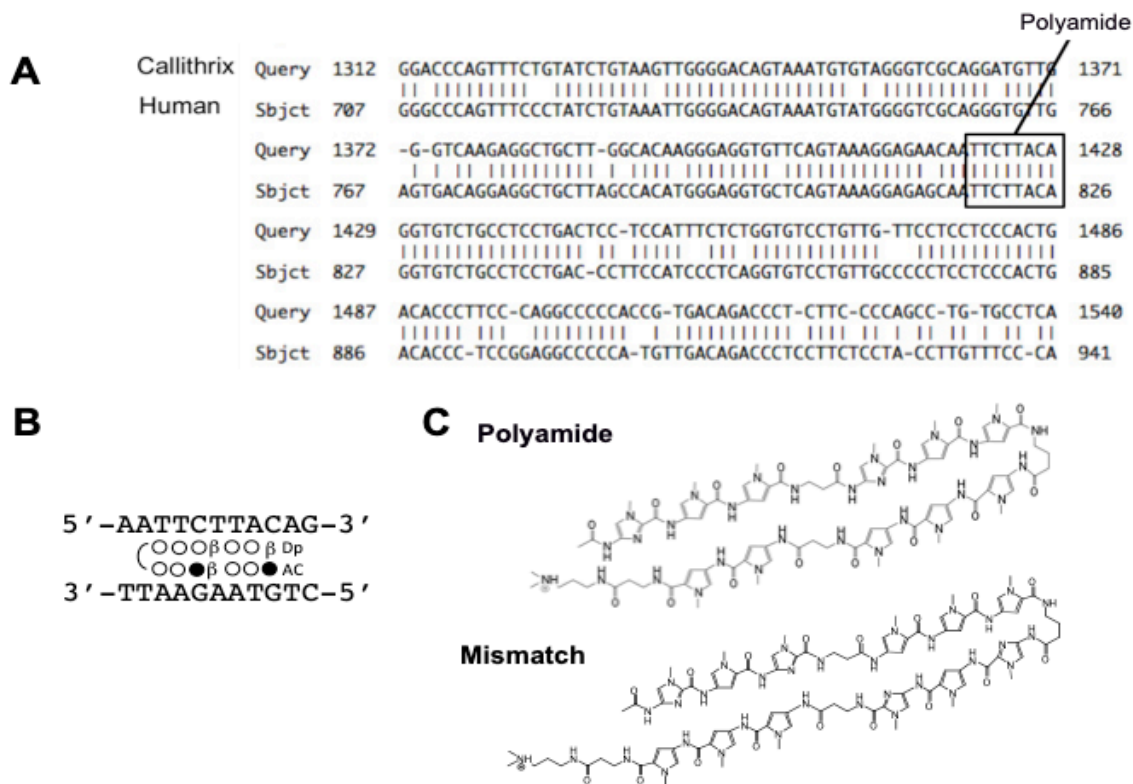 Polyamide
A
Callithrix Query 1312 GGACCCAGTTTCTGTATCTGTAAGTTGGGGACAGTAAATGTGTAGGGTCGCAGGATGTTG 1371
Human Sbjct 707 GGGCCCAGTTTCCCTATCTGTAAATTGGGGACAGTAAATGTATGGGGTCGCAGGGTGTTG 766
Query 1372 -G-GTCAAGAGGCTGCTT-GGCACAAGGGAGGTGTTCAGTAAAGGAGAACAATTCTTACA 1428
Sbjct 767 AGTGACAGGAGGCTGCTTAGCCACATGGGAGGTGCTCAGTAAAGGAGAGCAATTCTTACA 826
Query 1429 GGTGTCTGCCTCCTGACTCC-TCCATTTCTCTGGTGTCCTGTTG-TTCCTCCTCCCACTG 1486
Sbjct 827 GGTGTCTGCCTCCTGAC-CCTTCCATCCCTCAGGTGTCCTGTTGCCCCCTCCTCCCACTG 885
Query 1487 ACACCCTTCC-CAGGCCCCCACCG-TGACAGACCCT-CTTCC-CCCAGCC-TG-TGCCTCA 1540
Sbjct 886 ACACCC-TCCGGAGGCCCCCA-TGTTGACAGACCCTCCTTCTCCTA-CCTTGTTTCC-CA 941
B
5′-AATTCTTACAG-3′
β β Dp
β AC
3′-TTAAGAATGTC-5′
C
Polyamide
Mismatch